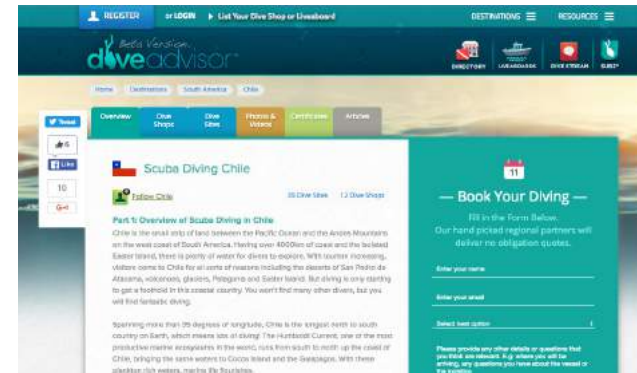 REGISTER or LOGIN List Your Dive Shop or Liveaboard DESTINATIONS RESOURCES
Beta Version
diveadvisor
DIRECTORY LIVEABOARDS DIVE STREAM
Home Destinations South America Chile
Overview Dive Shops Dive Sites Photos & Videos Certificates Articles
Tweet
6
Like
10
G+1
Scuba Diving Chile
Follow Chile Dive Sites 12 Dive Shops
Part 1: Overview of Scuba Diving in Chile
Chile is the small strip of land between the Pacific Ocean and the Andes Mountains
on the west coast of South America. Having over 4000km of coast and the isolated
Easter Island, there is plenty of water for divers to explore. With tourism increasing,
visitors come to Chile for all sorts of reasons including the deserts of San Pedro de
Atacama, volcanoes, glaciers, Patagonia and Easter Island. But diving is only starting
to get a foothold in this coastal country. You won't find many other divers, but you
will find fantastic diving.
Spanning more than 35 degrees of longitude, Chile is the longest north to south
country on Earth, which means lots of diving! The Humboldt Current, one of the most
productive marine ecosystems in the world, runs from south to north up the coast of
Chile, bringing the same waters to Cocos Island and the Galapagos. With these
plankton rich waters, marine life flourishes.
11
— Book Your Diving —
Fill in the Form Below.
Our hand picked regional partners will
deliver no obligation quotes.
Enter your name
Enter your email
Select best option
Please provide any other details or questions that
you think are relevant. E.g. where you will be
arriving, any questions you have about the vessel or
the location